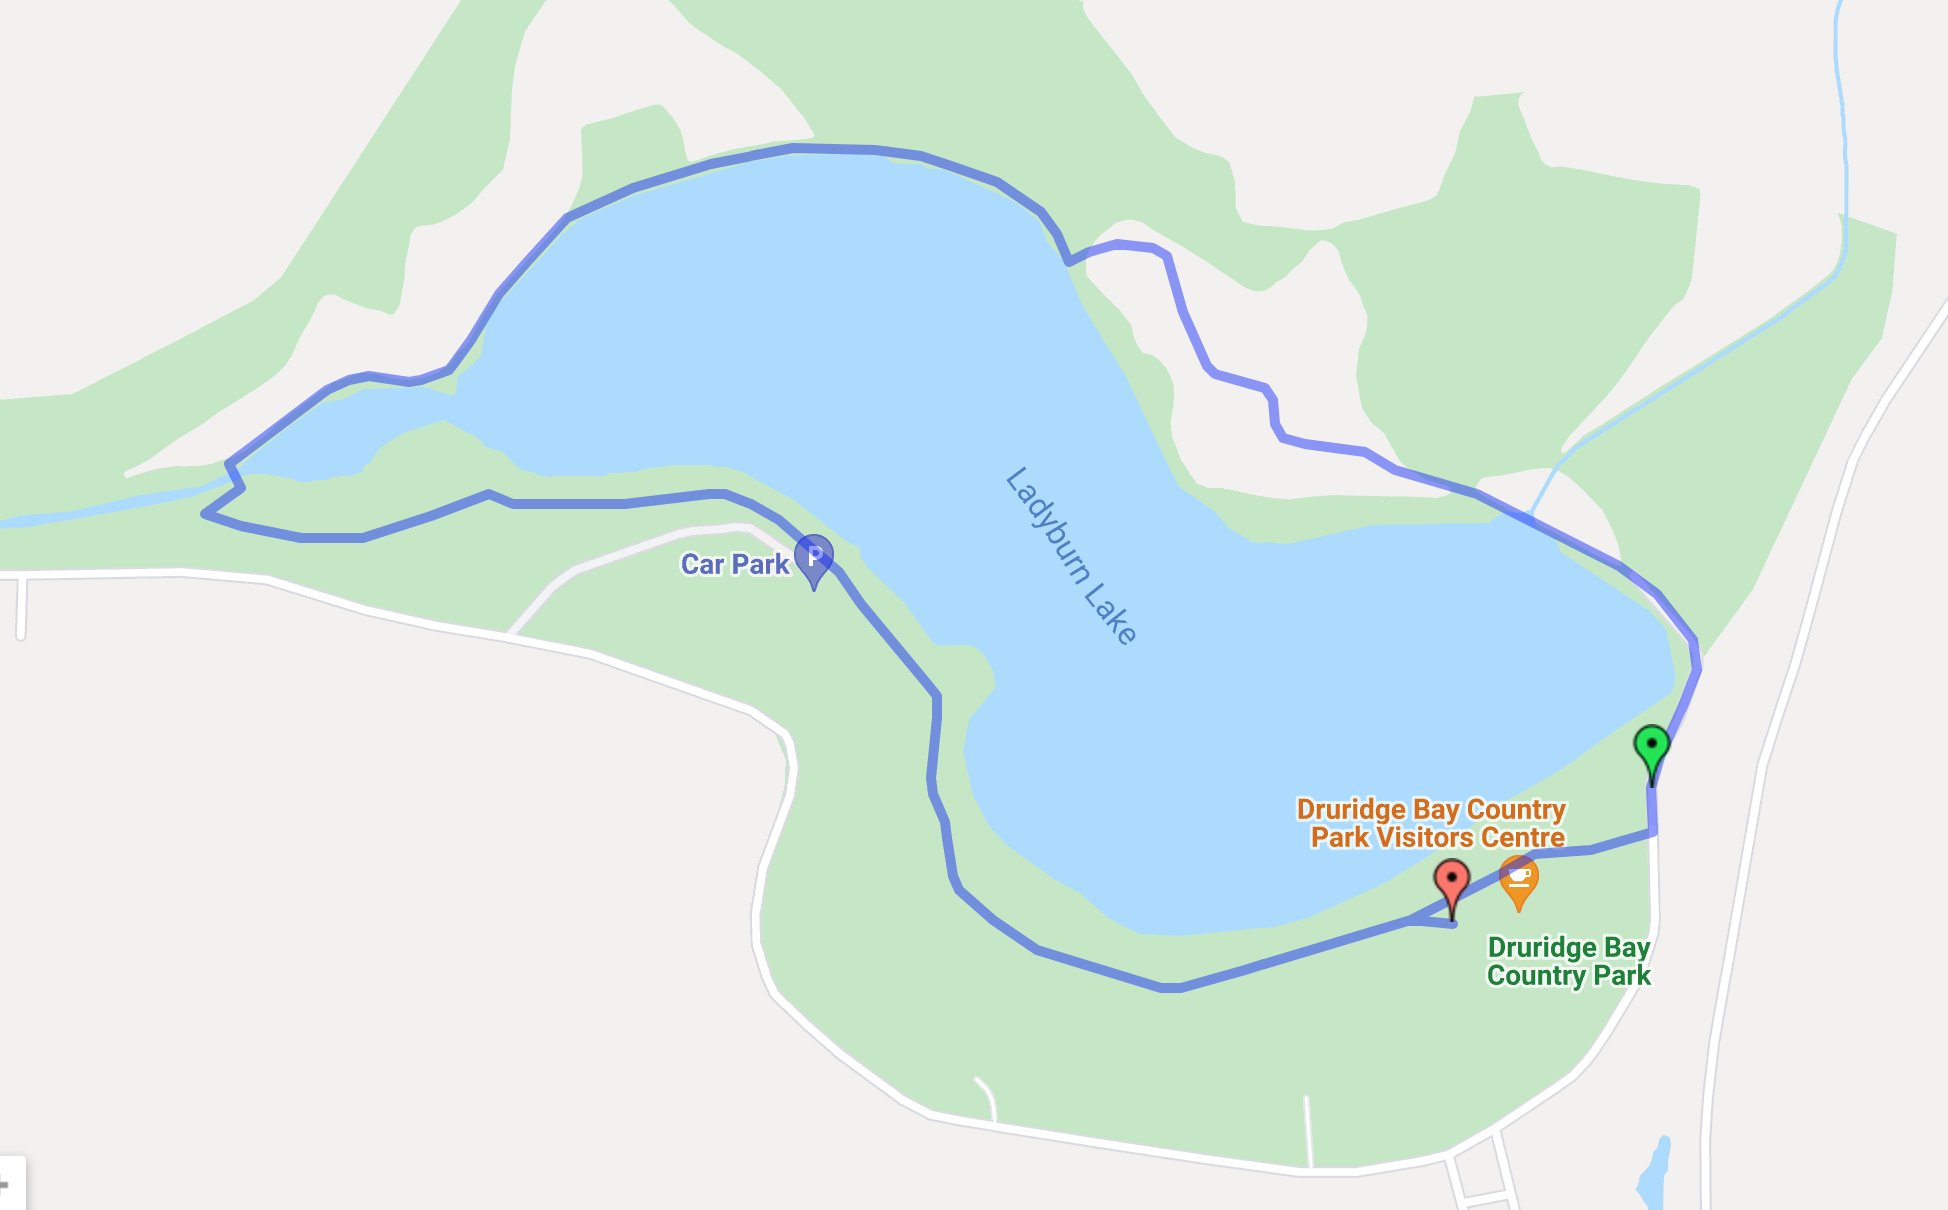 Ladyburn Lake
Car Park
P
Druridge Bay Country
Park Visitors Centre
Druridge Bay
Country Park